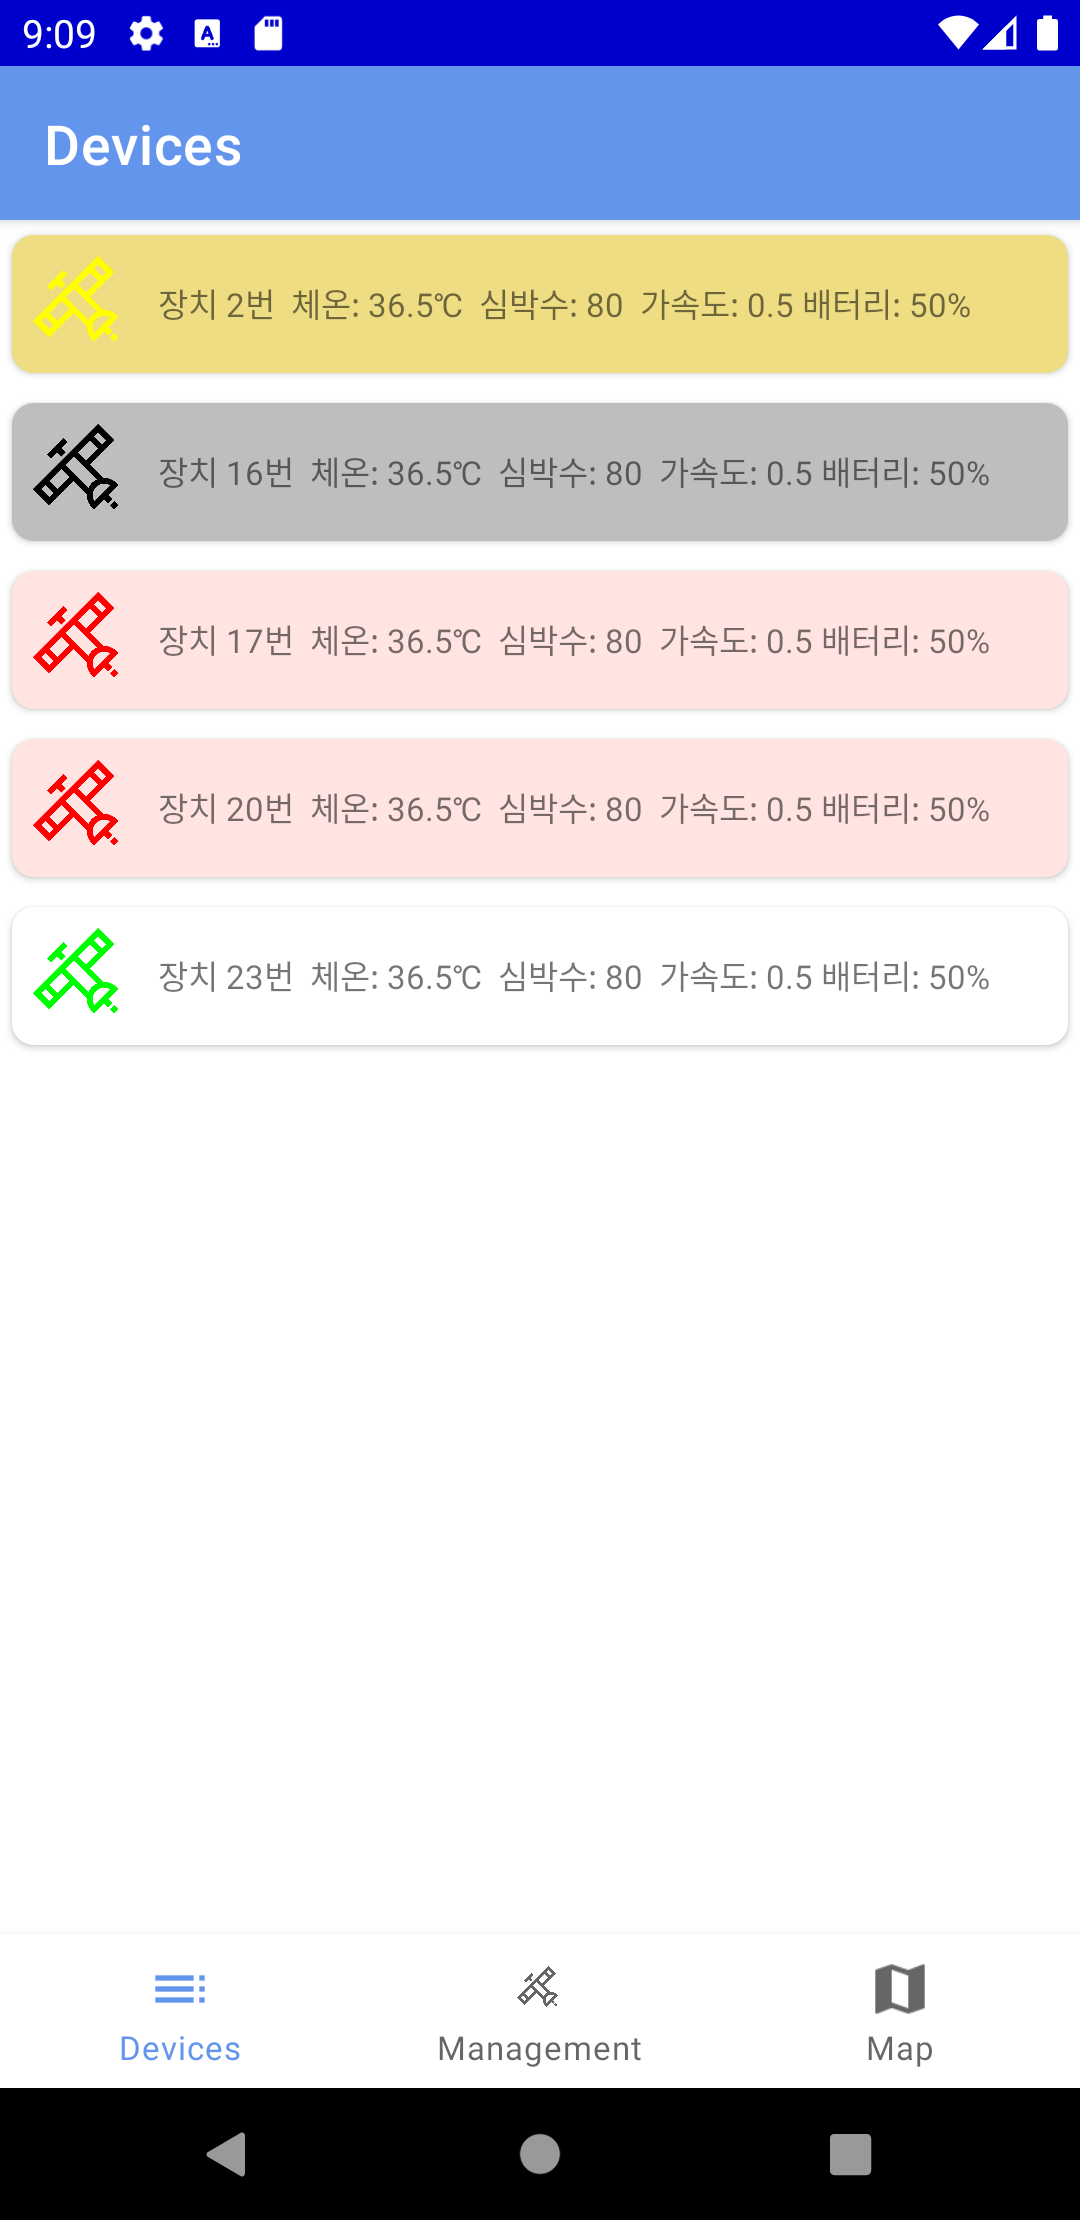 9:09
Devices
장치 2번 체온: 36.5℃ 심박수: 80 가속도: 0.5 배터리: 50%
장치 16번 체온: 36.5℃ 심박수: 80 가속도: 0.5 배터리: 50%
장치 17번 체온: 36.5℃ 심박수: 80 가속도: 0.5 배터리: 50%
장치 20번 체온: 36.5℃ 심박수: 80 가속도: 0.5 배터리: 50%
장치 23번 체온: 36.5℃ 심박수: 80 가속도: 0.5 배터리: 50%
Devices Management Map